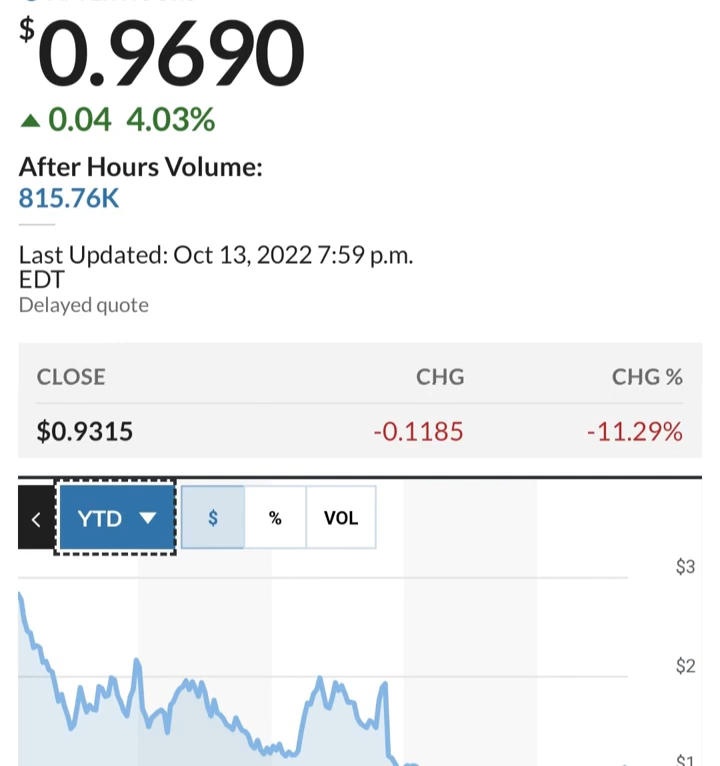 $0.9690
▲ 0.04 4.03%
After Hours Volume:
815.76K
Last Updated: Oct 13, 2022 7:59 p.m.
EDT
Delayed quote
CLOSE CHG CHG %
$0.9315 -0.1185 -11.29%
< YTD ▼ $ % VOL
$3
$2
$1